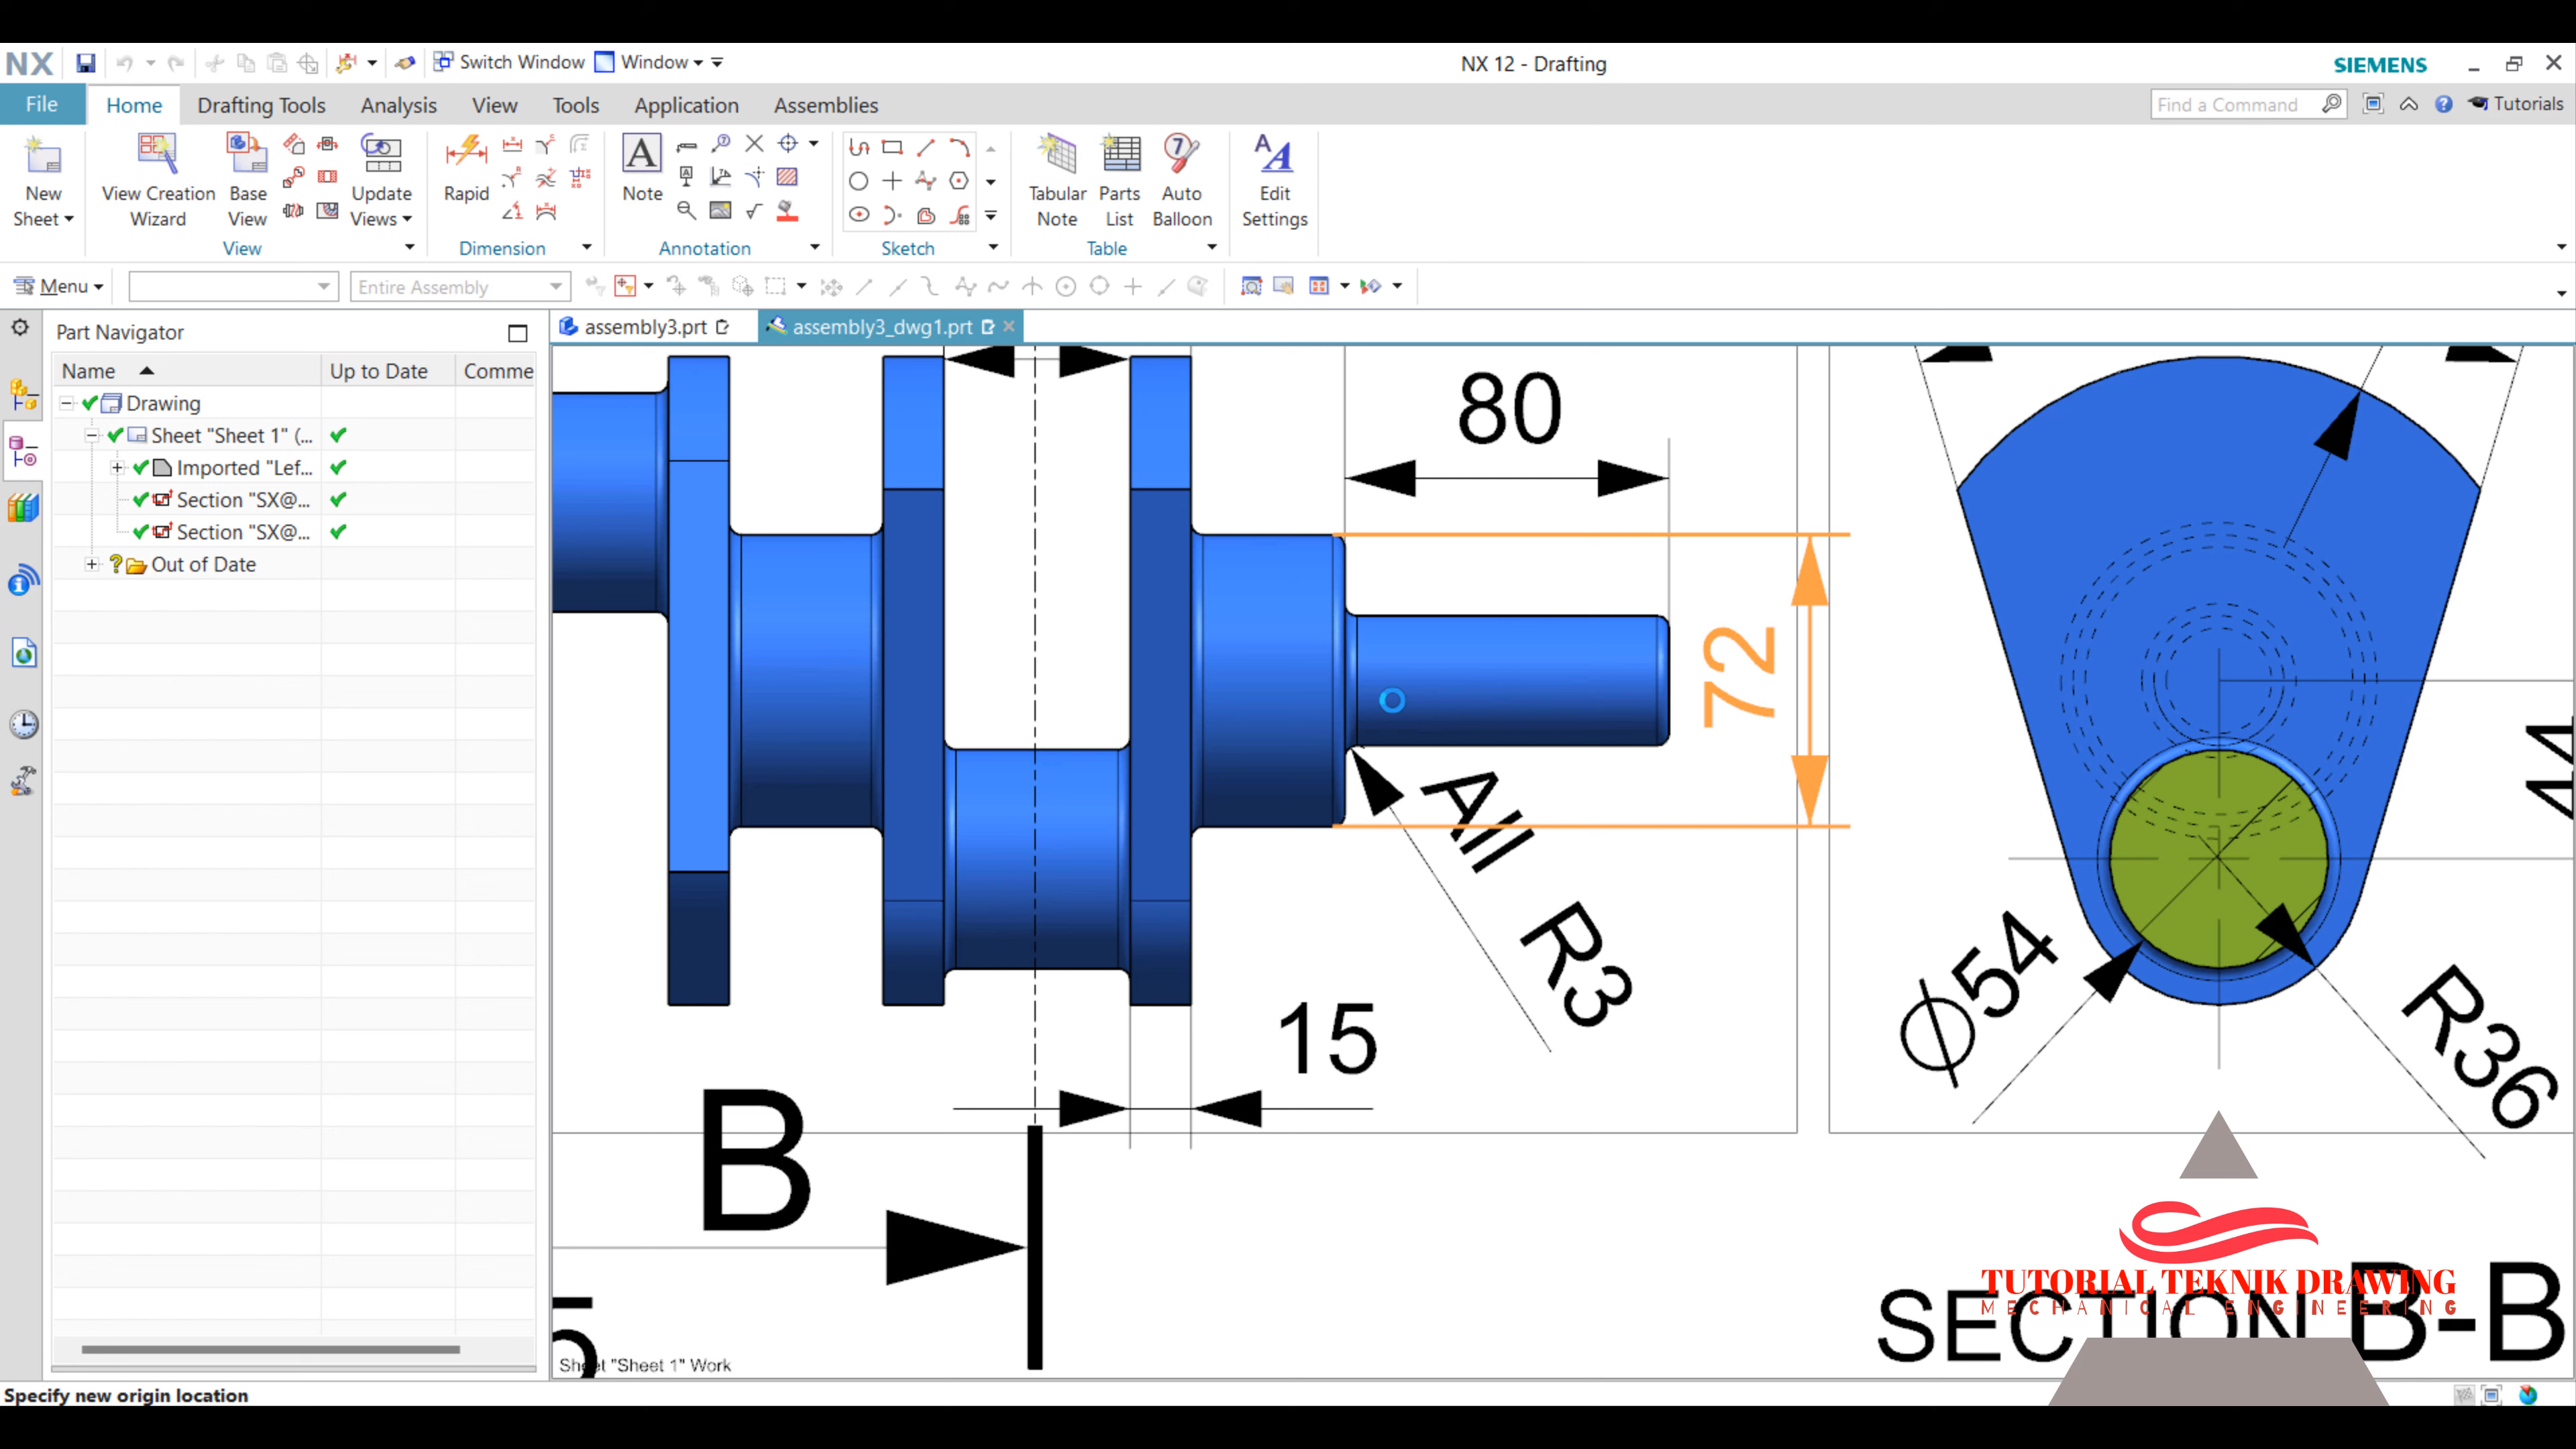 NX
Switch Window
Window
NX 12 - Drafting
SIEMENS
File
Home
Drafting Tools
Analysis
View
Tools
Application
Assemblies
Find a Command
Tutorials
New
Sheet
View Creation
Wizard
Base
View
Update
Views
Rapid
A
Note
Tabular
Note
Parts
List
Auto
Balloon
Edit
Settings
View
Dimension
Annotation
Sketch
Table
Menu
Entire Assembly
Part Navigator
assembly3.prt
assembly3_dwg1.prt
Name
Up to Date
Comme
Drawing
Sheet "Sheet 1" (...
Imported "Lef...
Section "SX@...
Section "SX@...
Out of Date
80
72
All R3
15
B
Ø54
R36
44
5
SECTION B-B
TUTORIAL TEKNIK DRAWING
MECHANICAL ENGINEERING
Sheet "Sheet 1" Work
Specify new origin location